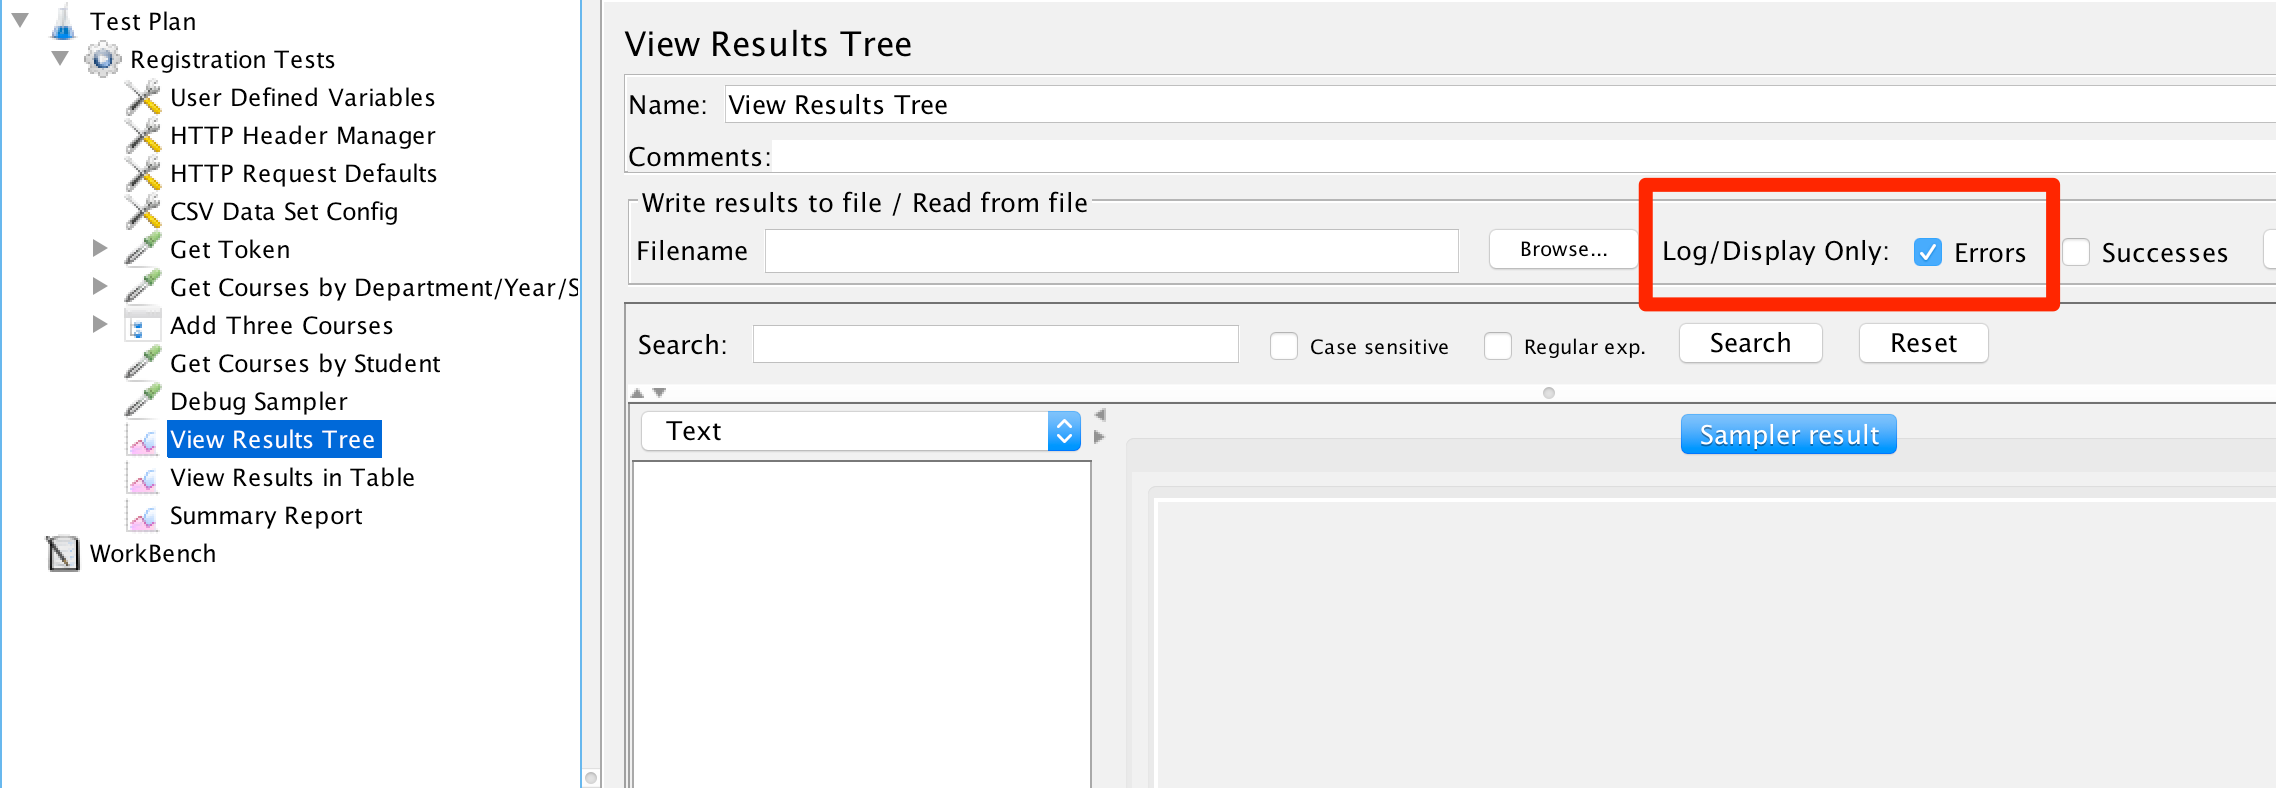 Test Plan
Registration Tests
User Defined Variables
HTTP Header Manager
HTTP Request Defaults
CSV Data Set Config
Get Token
Get Courses by Department/Year/S
Add Three Courses
Get Courses by Student
Debug Sampler
View Results Tree
View Results in Table
Summary Report
WorkBench
View Results Tree
Name: View Results Tree
Comments:
Write results to file / Read from file
Filename Browse... Log/Display Only: Errors Successes
Search: Case sensitive Regular exp. Search Reset
Text Sampler result